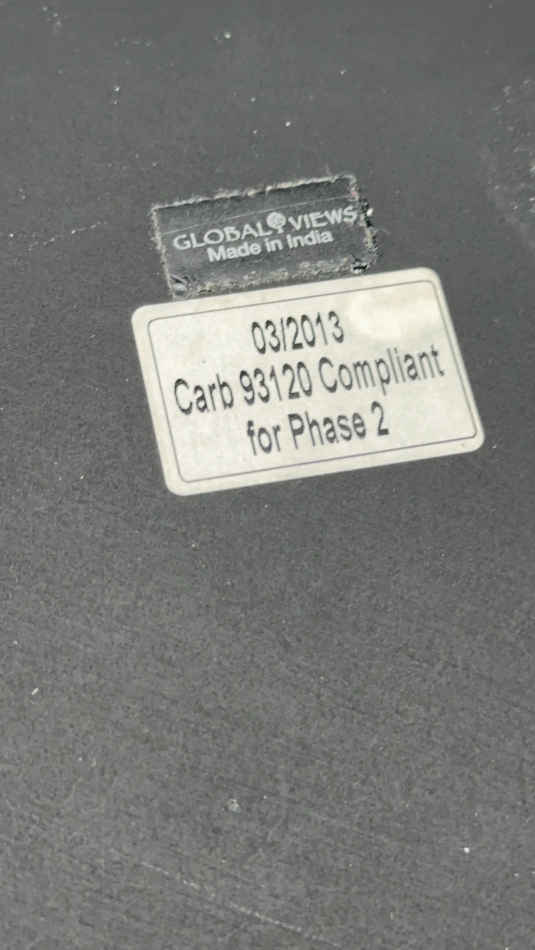 GLOBAL VIEWS
Made in India
03/2013
Carb 93120 Compliant
for Phase 2